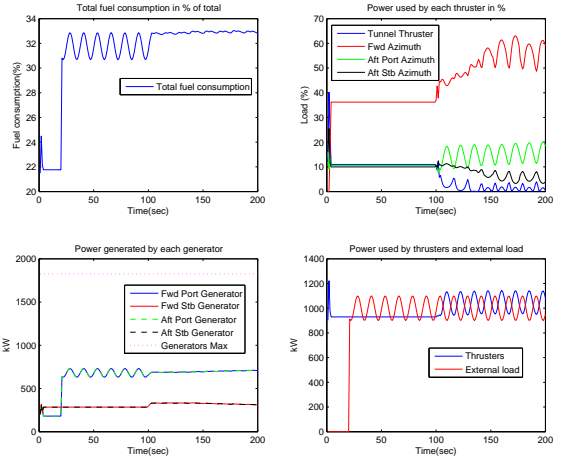 Total fuel consumption in % of total
Fuel consumption(%)
34
32
30
28
26
24
22
20
0 50 100 150 200
Time(sec)
Total fuel consumption
Power used by each thruster in %
Load (%)
70
60
50
40
30
20
10
0
0 50 100 150 200
Time(sec)
Tunnel Thruster
Fwd Azimuth
Aft Port Azimuth
Aft Stb Azimuth
Power generated by each generator
kW
2000
1500
1000
500
0
0 50 100 150 200
Time(sec)
Fwd Port Generator
Fwd Stb Generator
Aft Port Generator
Aft Stb Generator
Generators Max
Power used by thrusters and external load
kW
1400
1200
1000
800
600
400
200
0
0 50 100 150 200
Time(sec)
Thrusters
External load